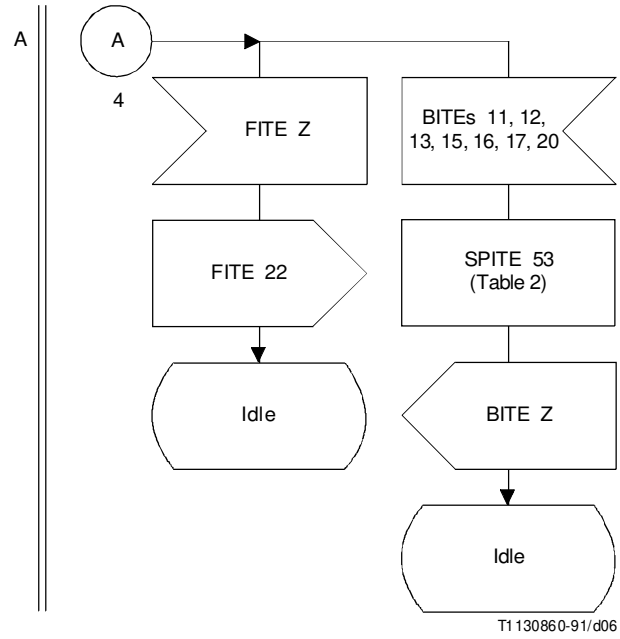 A
A
4
FITE Z
BITEs 11, 12,
13, 15, 16, 17, 20
FITE 22
SPITE 53
(Table 2)
Idle
BITE Z
Idle
T1130860-91/d06